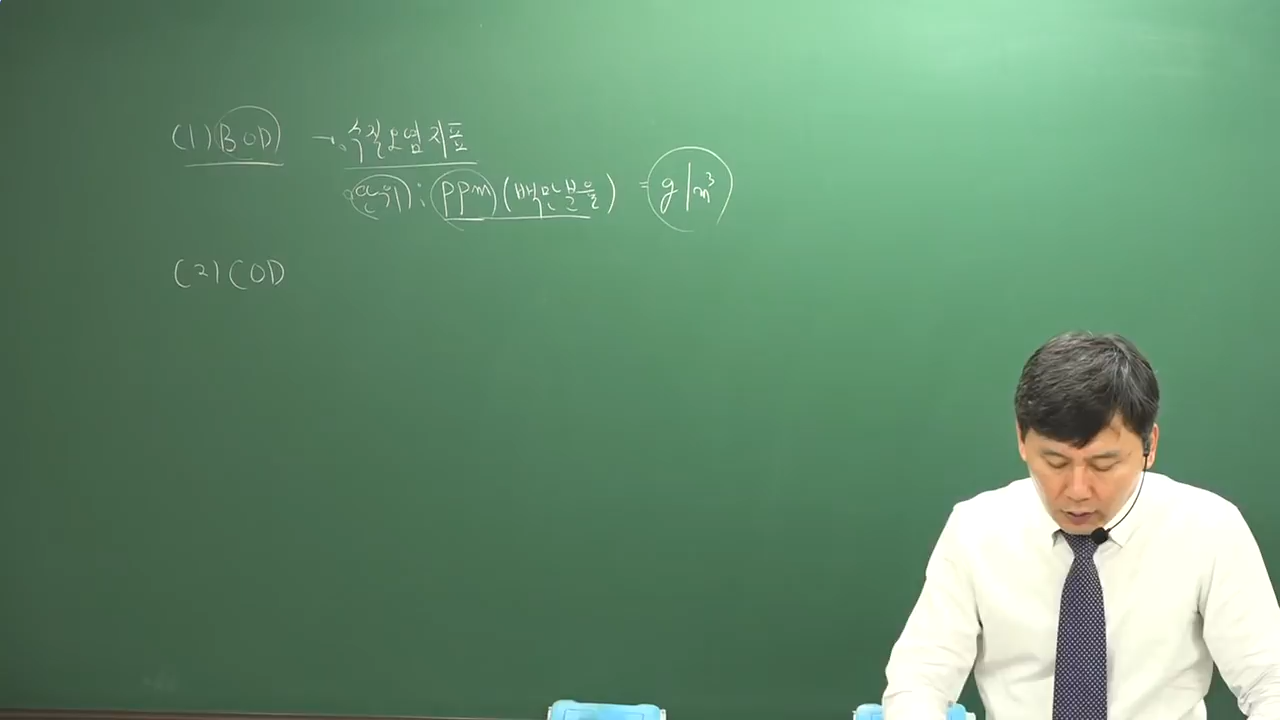 (1) BOD → 수질오염지표
단위 : ppm (백만분율) = g/m³
(2) COD